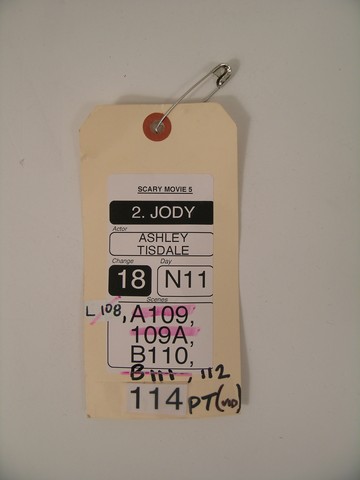 SCARY MOVIE 5
2. JODY
Actor
ASHLEY
TISDALE
Change Day
18 N11
Scenes
L108, A109,
109A,
B110,
B111, 112
114 PT(ND)